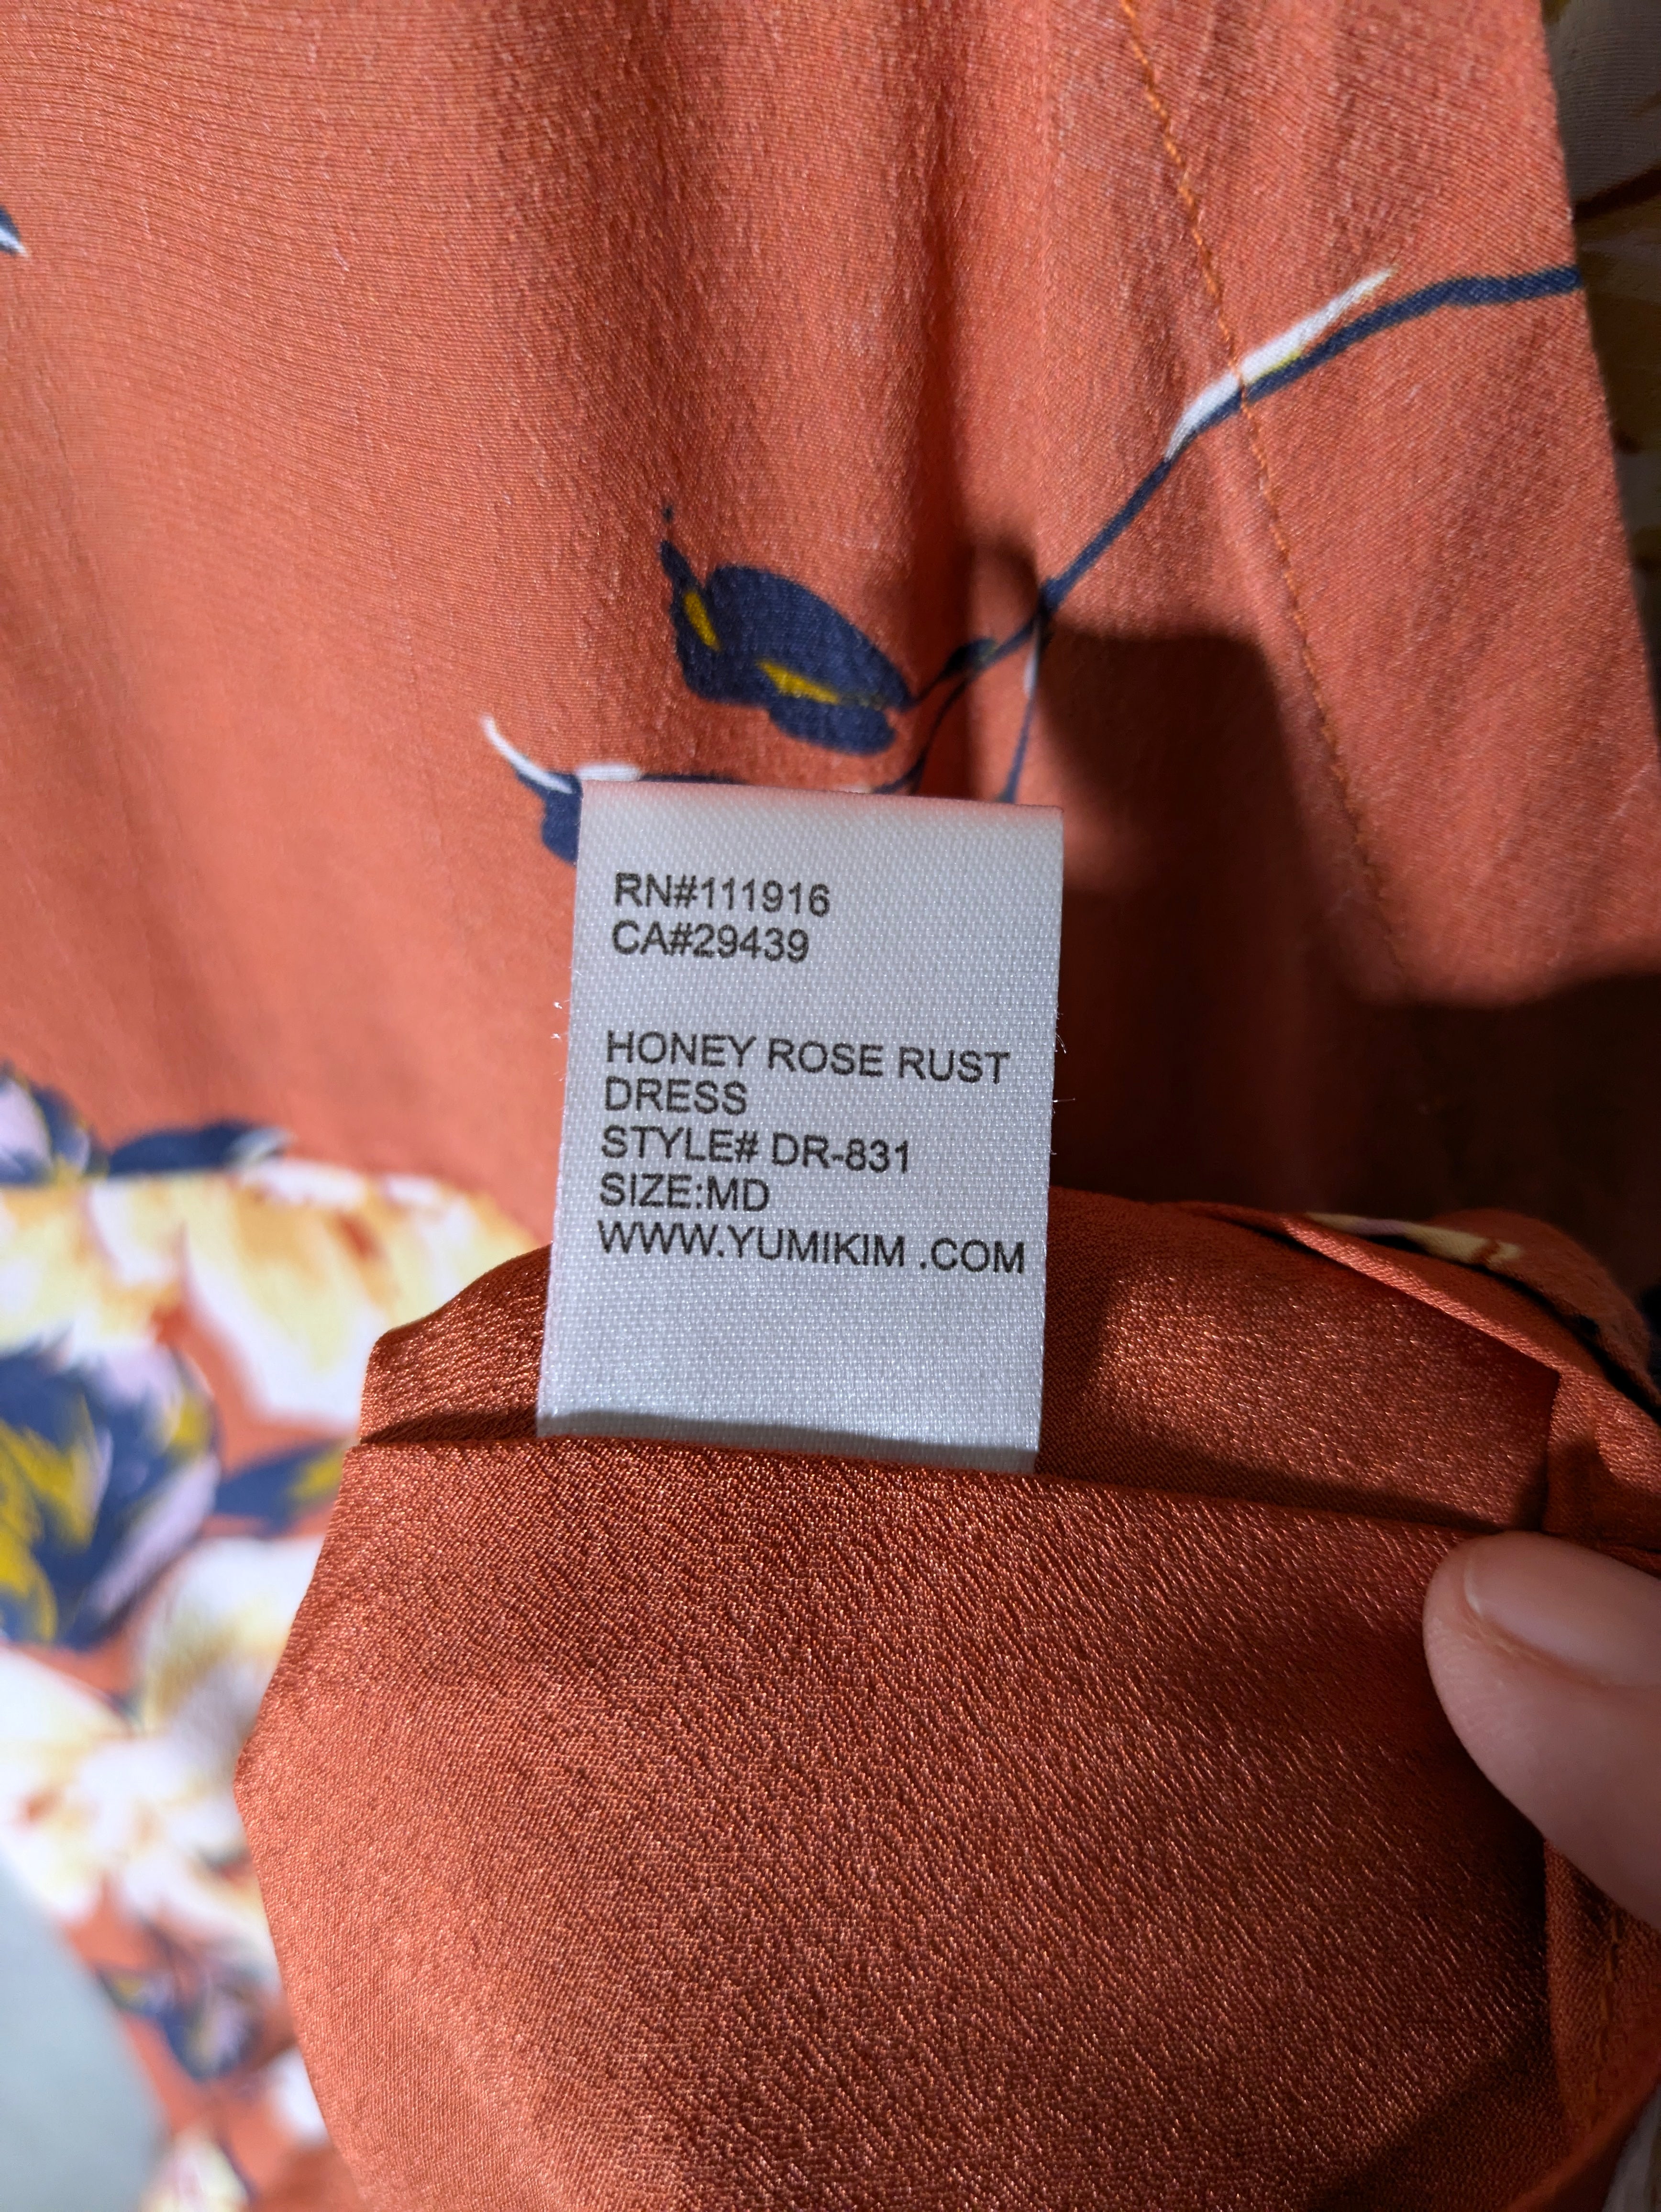 RN#111916
CA#29439
HONEY ROSE RUST
DRESS
STYLE# DR-831
SIZE:MD
WWW.YUMIKIM .COM